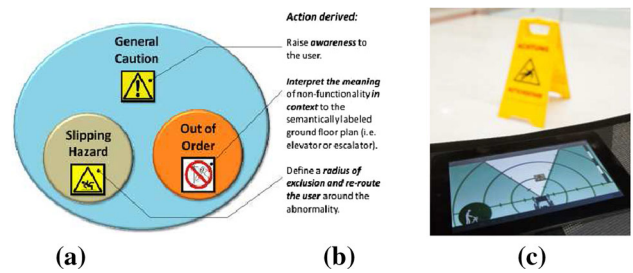 General
Caution
Slipping
Hazard
Out of
Order
Action derived:
Raise awareness to
the user.
Interpret the meaning
of non-functionality in
context to the
semantically labeled
ground floor plan (i.e.
elevator or escalator).
Define a radius of
exclusion and re-route
the user around the
abnormality.
ACHTUNG
(a)
(b)
(c)